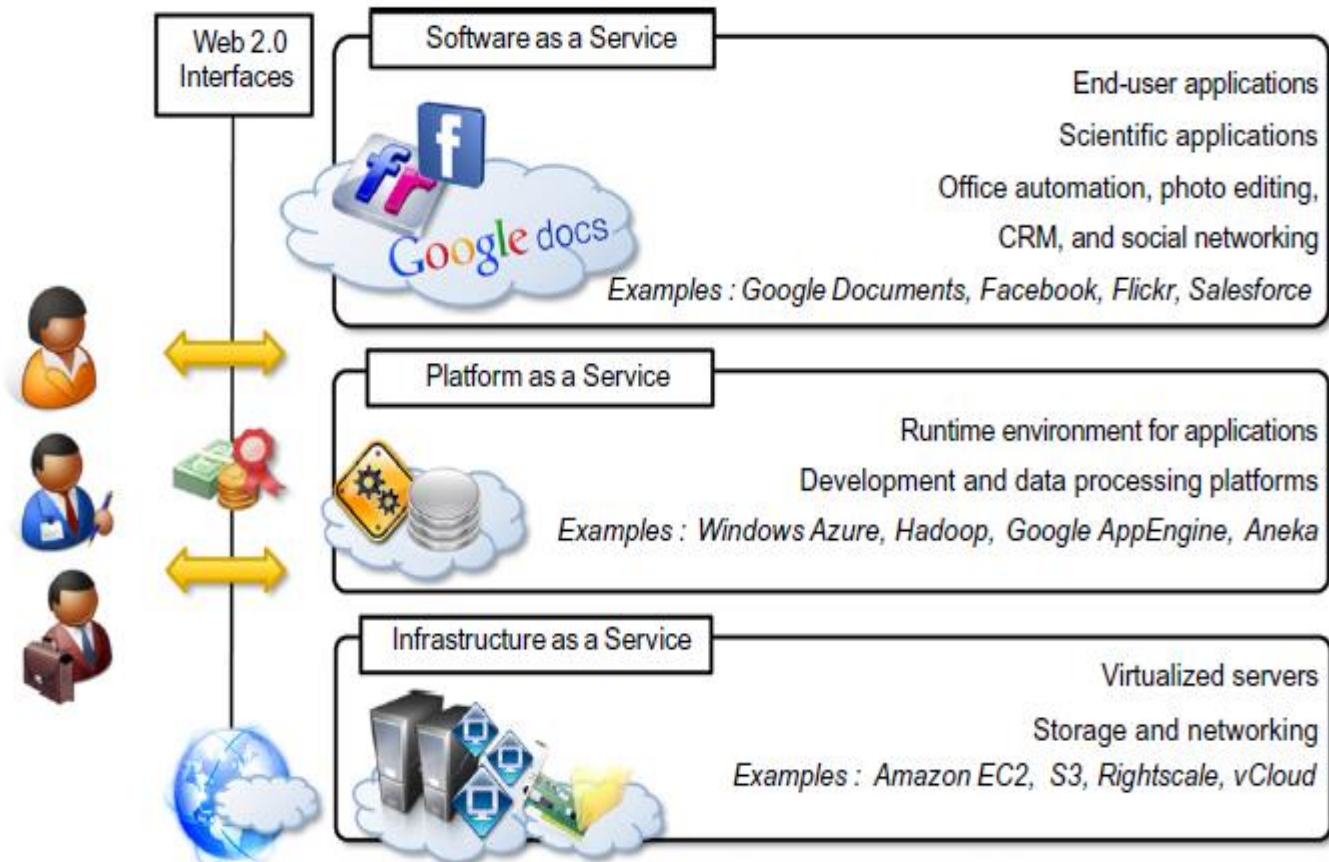 Web 2.0
Interfaces
Software as a Service
End-user applications
Scientific applications
Office automation, photo editing,
CRM, and social networking
Examples : Google Documents, Facebook, Flickr, Salesforce
f
fr
Google docs
Platform as a Service
Runtime environment for applications
Development and data processing platforms
Examples : Windows Azure, Hadoop, Google AppEngine, Aneka
Infrastructure as a Service
Virtualized servers
Storage and networking
Examples : Amazon EC2, S3, Rightscale, vCloud